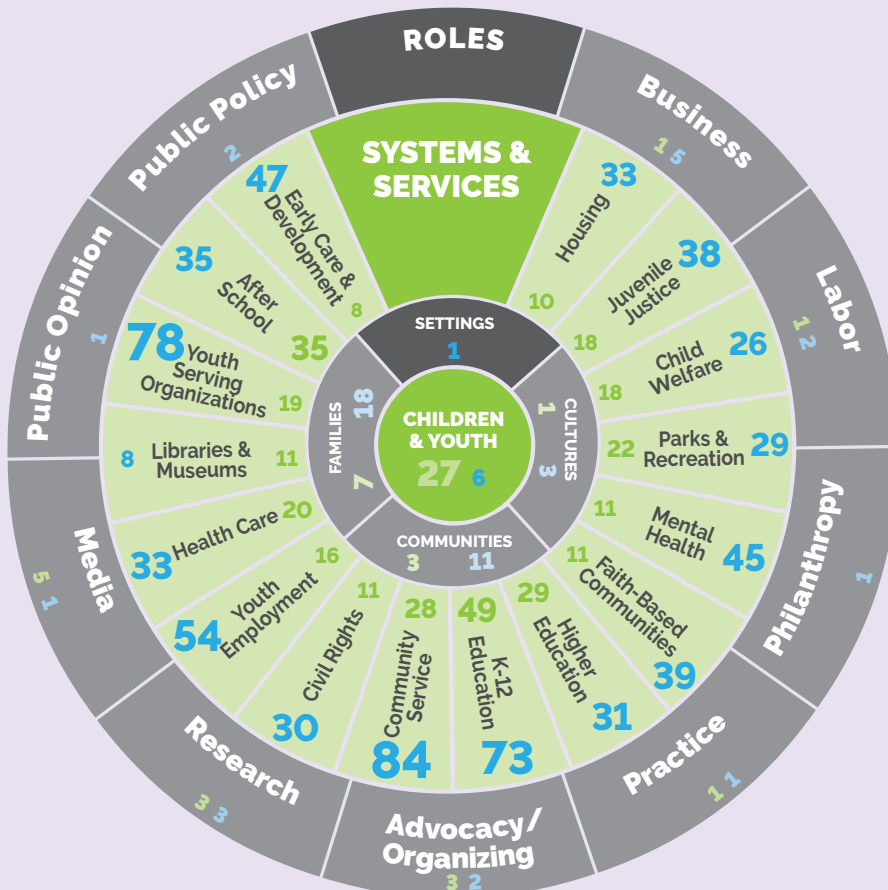 ROLES
Business
1 5
Labor
1 2
Philanthropy
1
Practice
1 1
Advocacy/
Organizing
3 2
Research
3 3
Media
5 1
Public Opinion
1
Public Policy
2
SYSTEMS &
SERVICES
33
Housing
10
38
Juvenile
Justice
18
26
Child
Welfare
18
29
Parks &
Recreation
22
45
Mental
Health
11
39
Faith-Based
Communities
11
31
Higher
Education
29
73
K-12
Education
49
84
Community
Service
28
30
Civil Rights
11
54
Youth
Employment
16
33
Health Care
20
8
Libraries &
Museums
11
78
Youth
Serving
Organizations
19
35
After
School
35
47
Early Care &
Development
8
SETTINGS
1
CULTURES
1
3
COMMUNITIES
3 11
FAMILIES
7 18
CHILDREN
& YOUTH
27 6